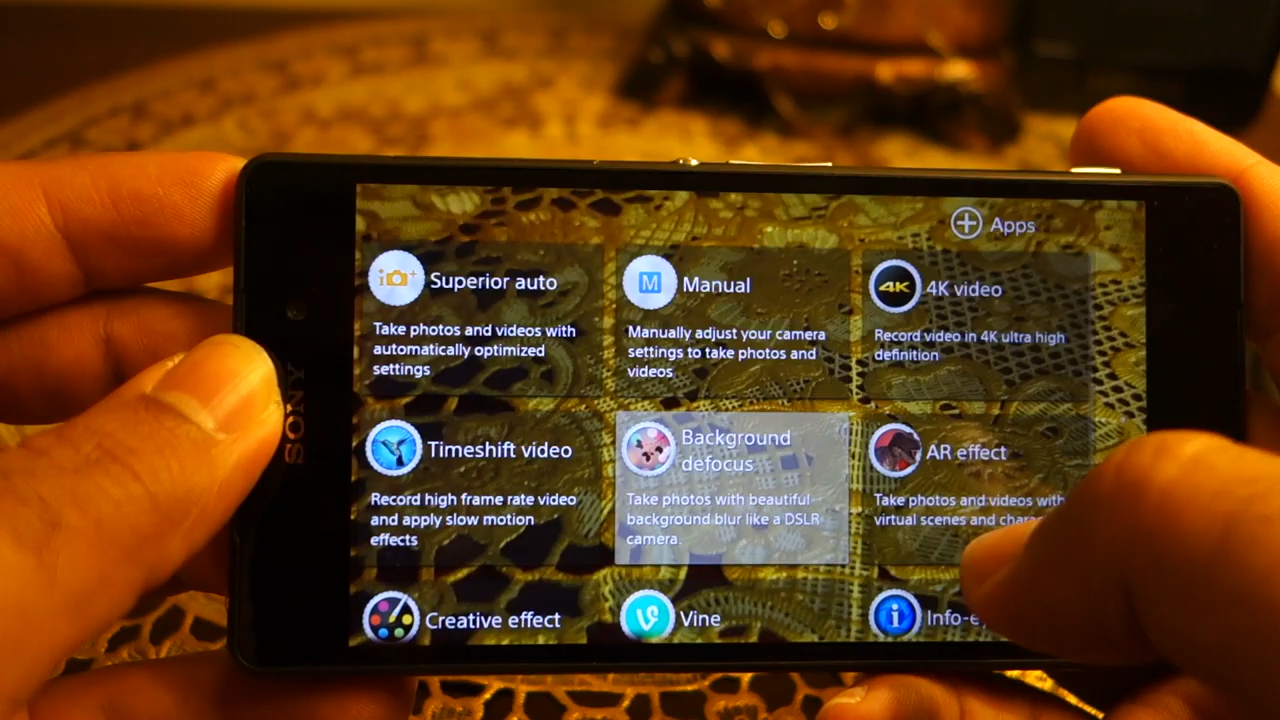 SONY
+ Apps
i+ Superior auto
Take photos and videos with
automatically optimized
settings
M Manual
Manually adjust your camera
settings to take photos and
videos
4K 4K video
Record video in 4K ultra high
definition
Timeshift video
Record high frame rate video
and apply slow motion
effects
Background
defocus
Take photos with beautiful
background blur like a DSLR
camera.
AR effect
Take photos and videos with
virtual scenes and
Creative effect
V Vine
i